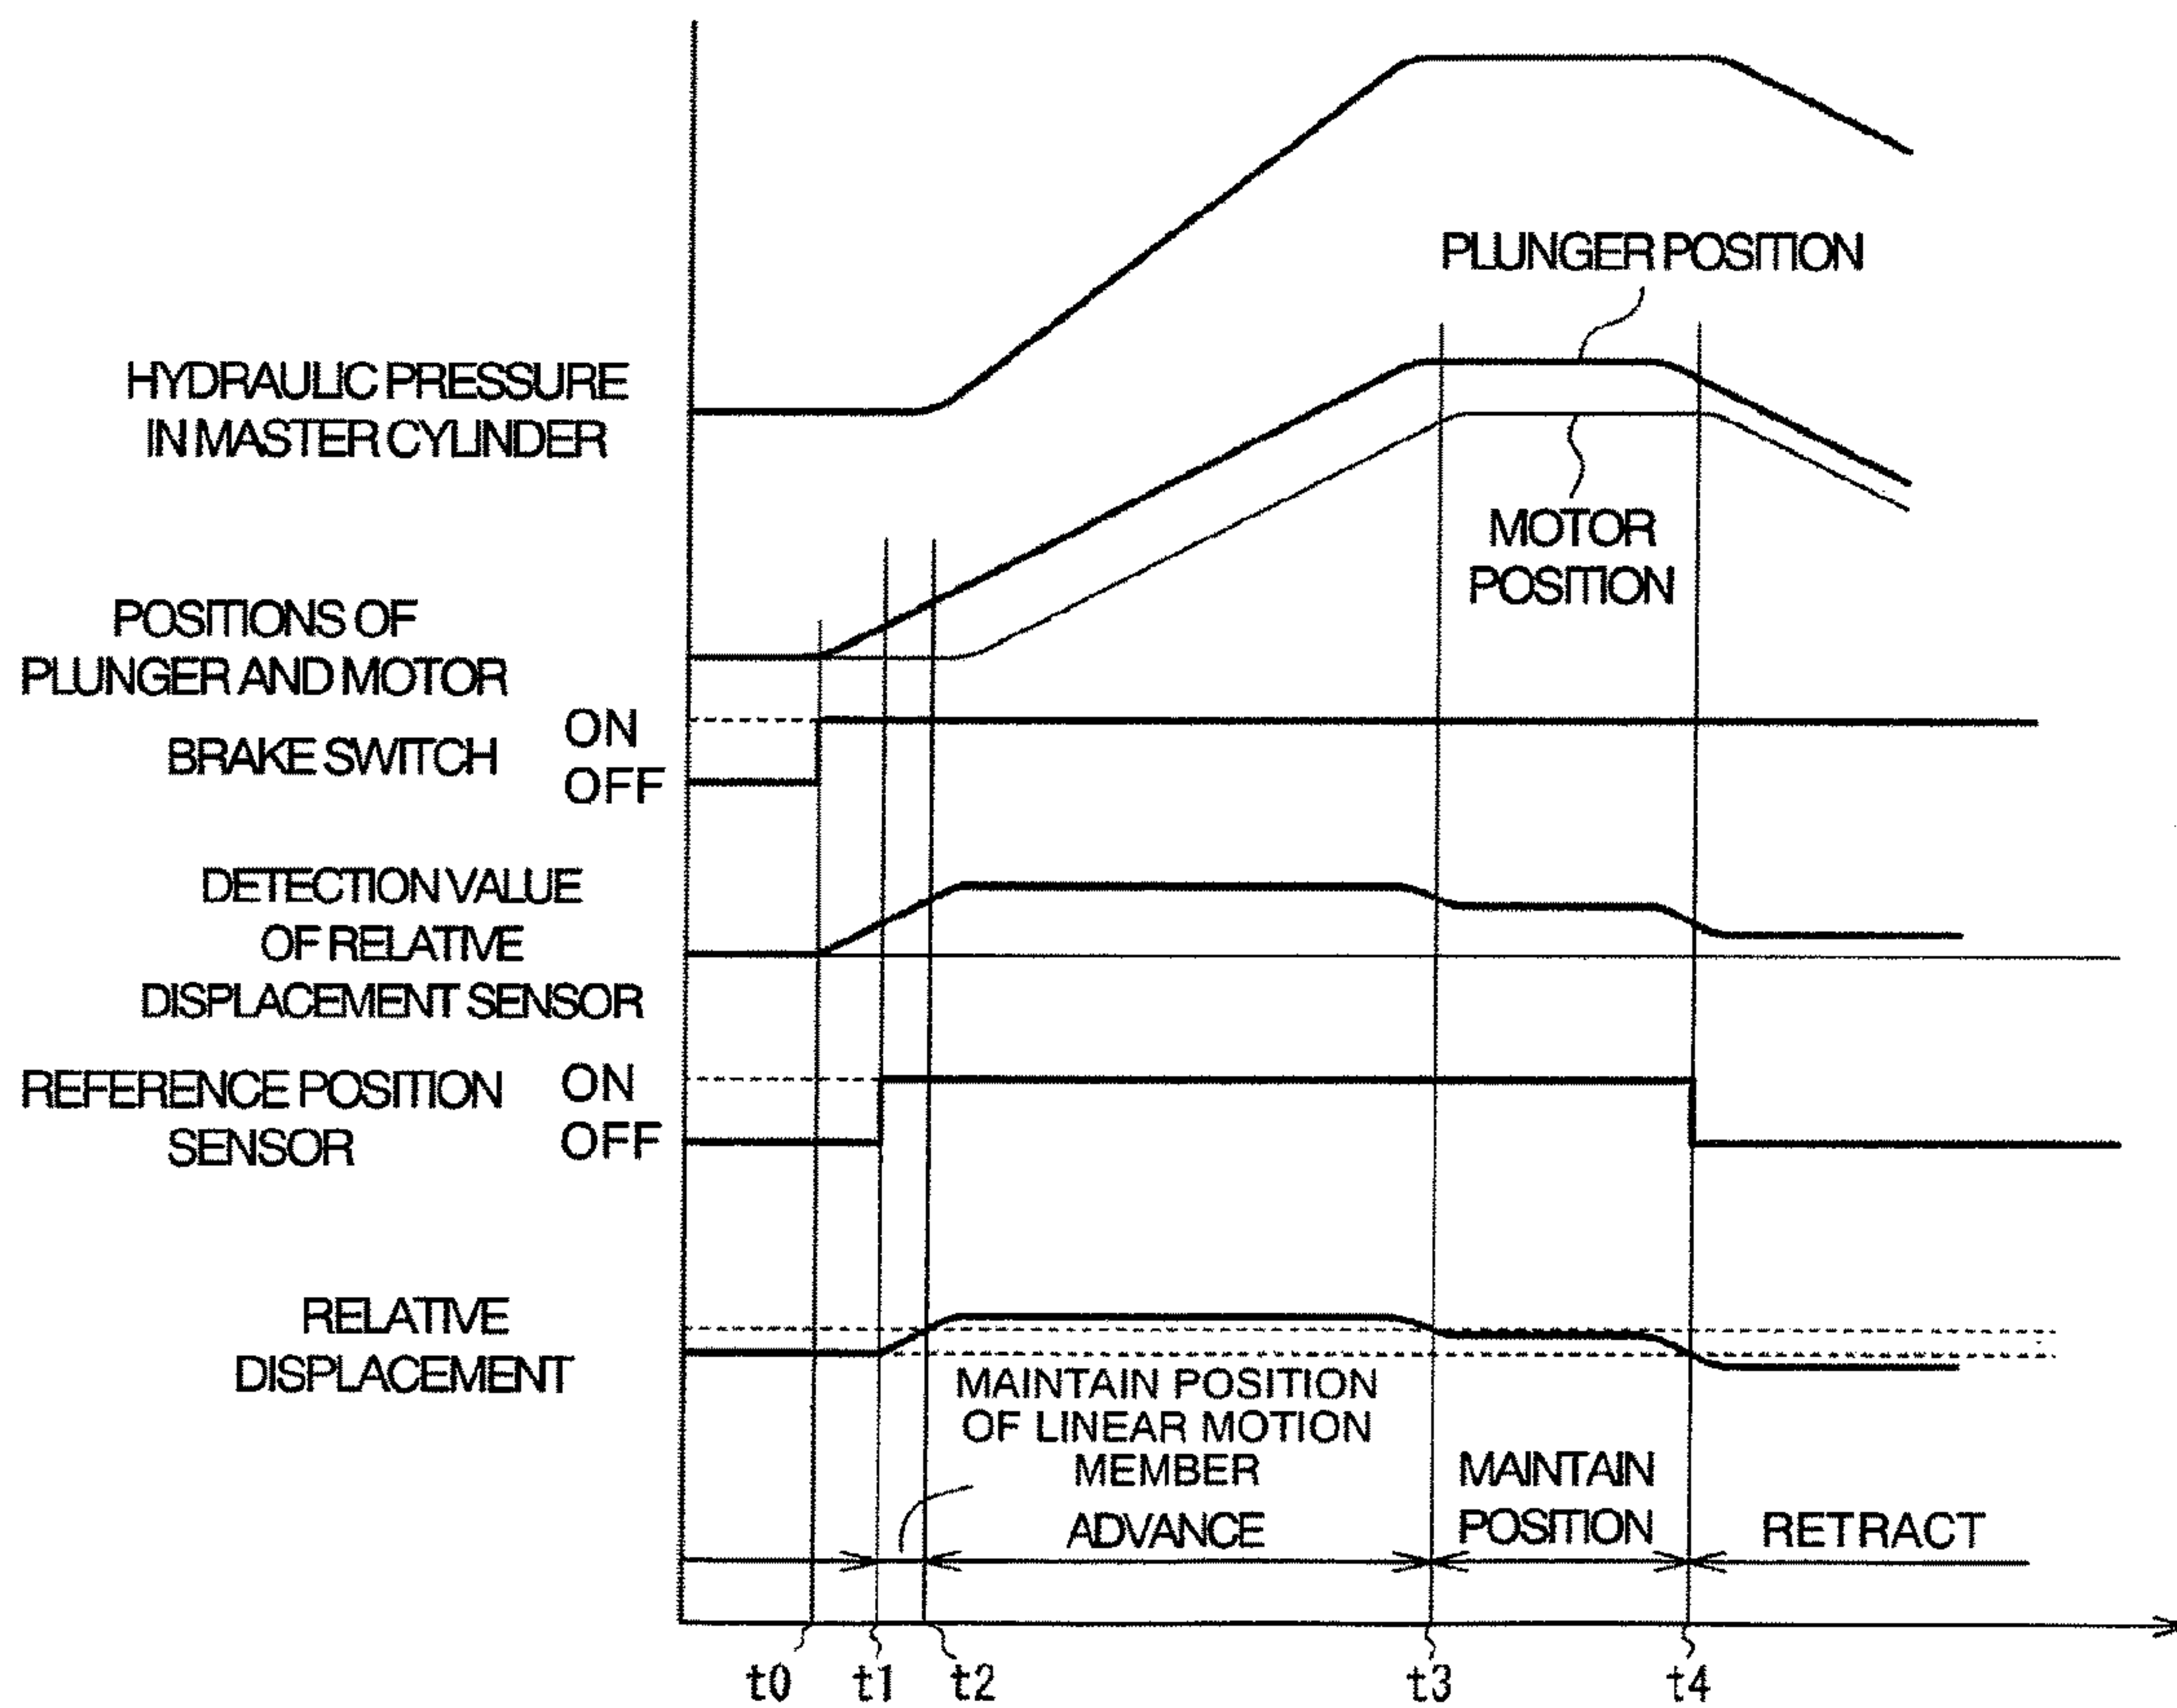 PLUNGER POSITION
HYDRAULIC PRESSURE
IN MASTER CYLINDER
MOTOR
POSITION
POSITIONS OF
PLUNGER AND MOTOR
BRAKE SWITCH
ON
OFF
DETECTION VALUE
OF RELATIVE
DISPLACEMENT SENSOR
REFERENCE POSITION
SENSOR
ON
OFF
RELATIVE
DISPLACEMENT
MAINTAIN POSITION
OF LINEAR MOTION
MEMBER
ADVANCE
MAINTAIN
POSITION
RETRACT
t0 t1 t2 t3 t4